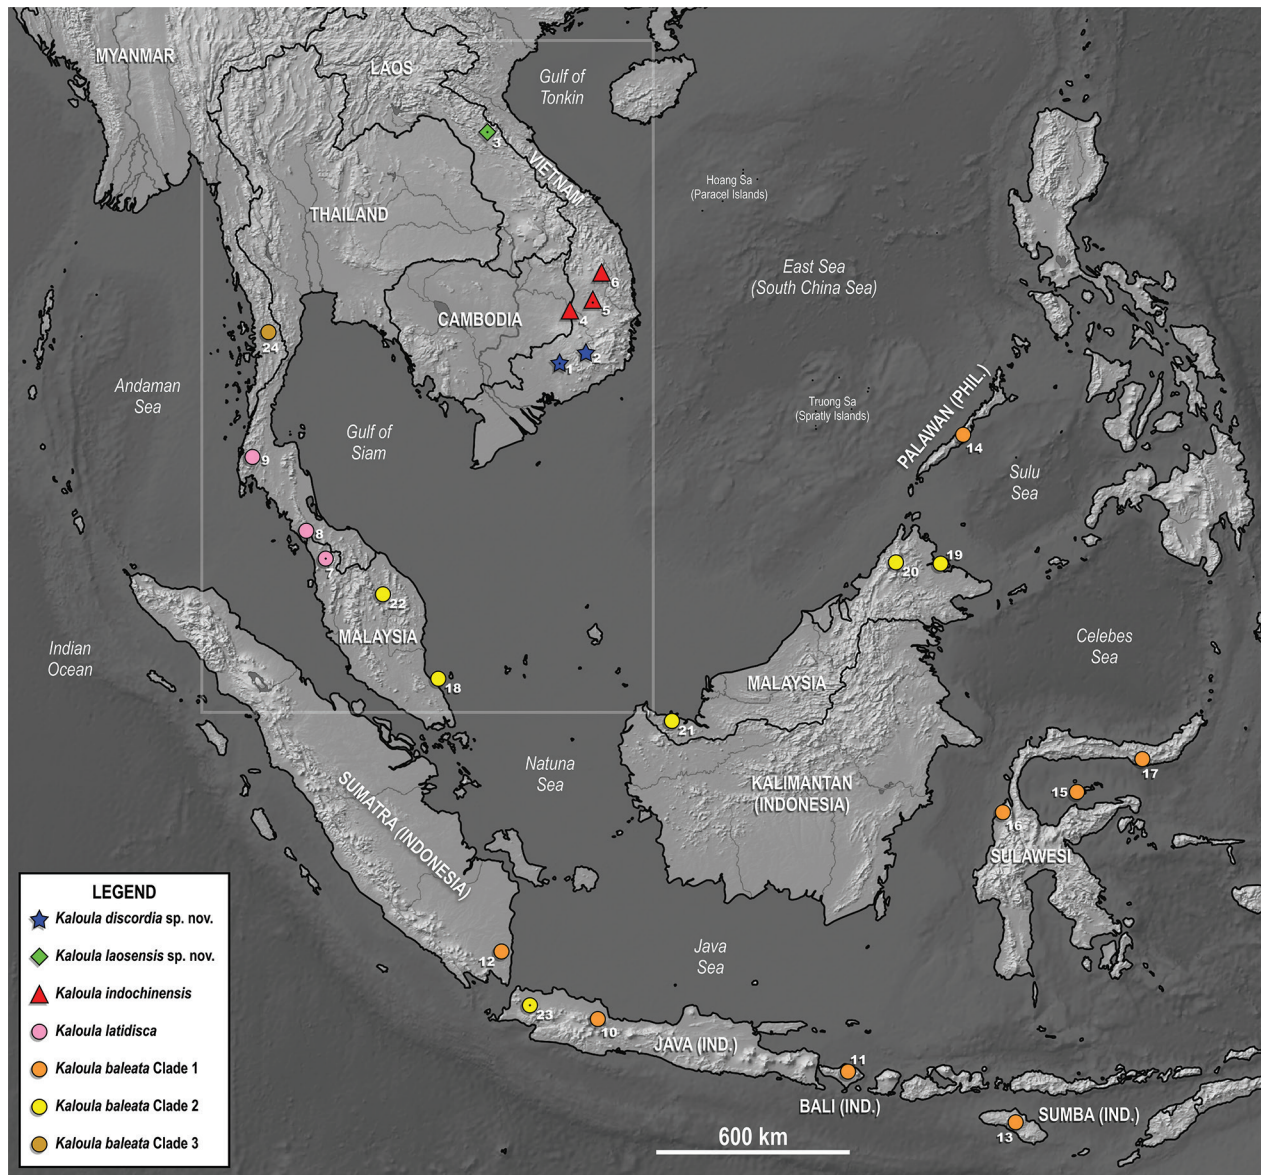 MYANMAR
LAOS
Gulf of
Tonkin
3
VIETNAM
Hoang Sa
(Paracel Islands)
THAILAND
East Sea
(South China Sea)
6
5
4
CAMBODIA
24
2
1
Andaman
Sea
Truong Sa
(Spratly Islands)
PALAWAN (PHIL.)
14
Gulf of
Siam
9
Sulu
Sea
8
7
19
20
22
MALAYSIA
Indian
Ocean
Celebes
Sea
18
MALAYSIA
21
Natuna
Sea
KALIMANTAN
(INDONESIA)
17
15
16
SULAWESI
SUMATRA (INDONESIA)
12
Java
Sea
23
10
JAVA (IND.)
11
BALI (IND.)
SUMBA (IND.)
13
600 km
LEGEND
Kaloula discordia sp. nov.
Kaloula laosensis sp. nov.
Kaloula indochinensis
Kaloula latidisca
Kaloula baleata Clade 1
Kaloula baleata Clade 2
Kaloula baleata Clade 3